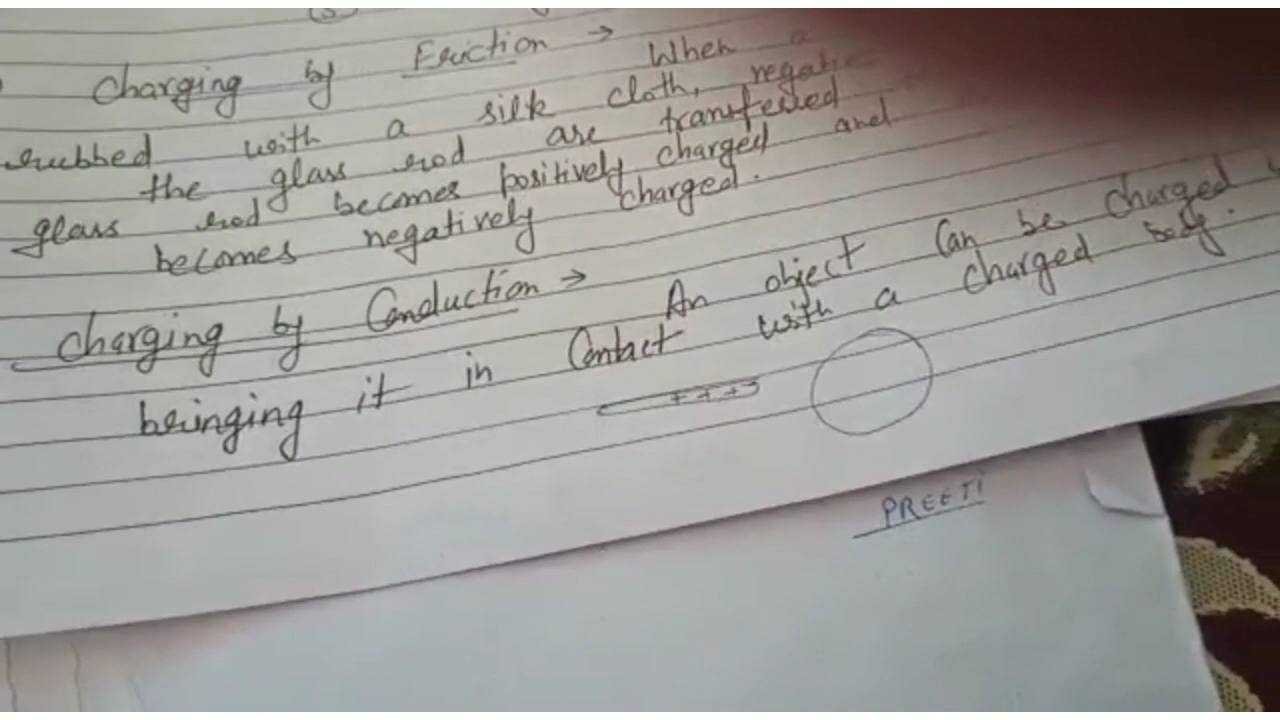 Charging by Friction → When a
rubbed with a silk cloth, negati
the glass rod are transferred
glass rod becomes positively charged and
becomes negatively charged.
Charging by Conduction → An object Can be charged
bringing it in Contact with a charged body.
+ + + +
PREETI